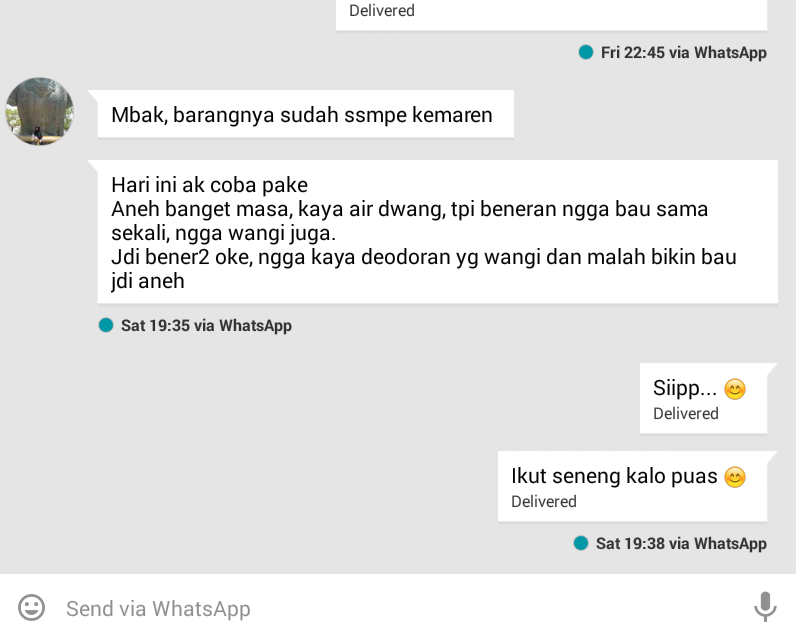 Delivered
Fri 22:45 via WhatsApp
Mbak, barangnya sudah ssmpe kemaren
Hari ini ak coba pake
Aneh banget masa, kaya air dwang, tpi beneran ngga bau sama
sekali, ngga wangi juga.
Jdi bener2 oke, ngga kaya deodoran yg wangi dan malah bikin bau
jdi aneh
Sat 19:35 via WhatsApp
Siipp... 😊
Delivered
Ikut seneng kalo puas 😊
Delivered
Sat 19:38 via WhatsApp
Send via WhatsApp